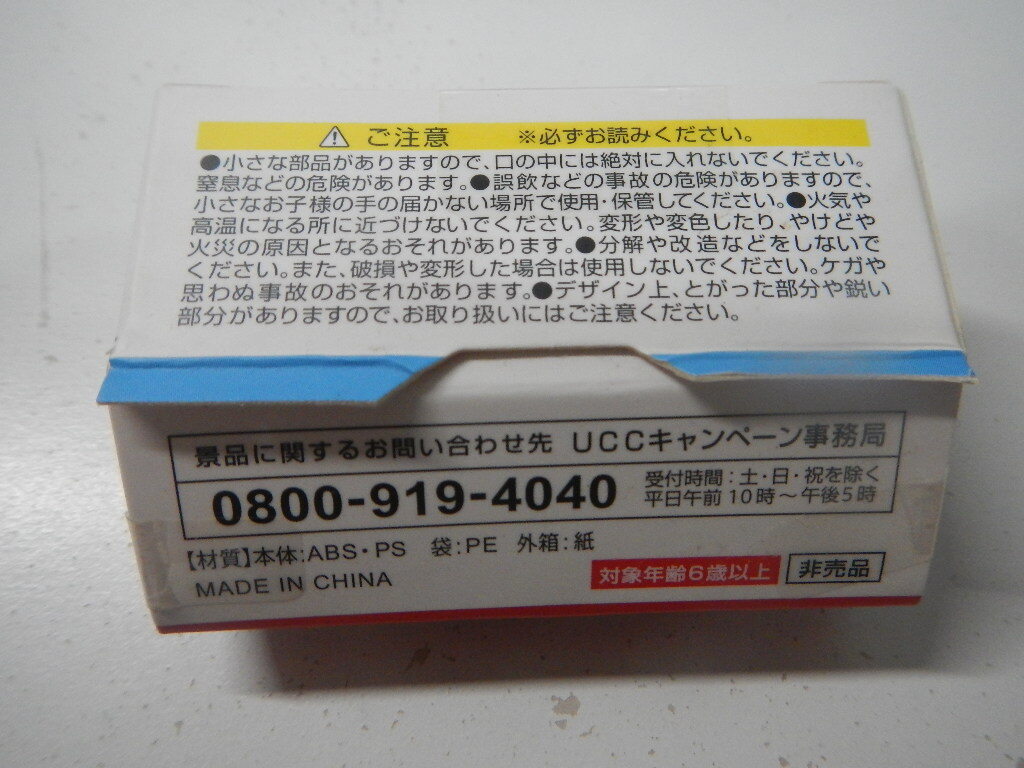 ご注意 ※必ずお読みください。
●小さな部品がありますので、口の中には絶対に入れないでください。
窒息などの危険があります。●誤飲などの事故の危険がありますので、
小さなお子様の手の届かない場所で使用・保管してください。●火気や
高温になる所に近づけないでください。変形や変色したり、やけどや
火災の原因となるおそれがあります。●分解や改造などをしないで
ください。また、破損や変形した場合は使用しないでください。ケガや
思わぬ事故のおそれがあります。●デザイン上、とがった部分や鋭い
部分がありますので、お取り扱いにはご注意ください。
景品に関するお問い合わせ先 UCCキャンペーン事務局
0800-919-4040
受付時間:土・日・祝を除く
平日午前10時〜午後5時
【材質】本体:ABS・PS 袋:PE 外箱:紙
MADE IN CHINA
対象年齢6歳以上 非売品